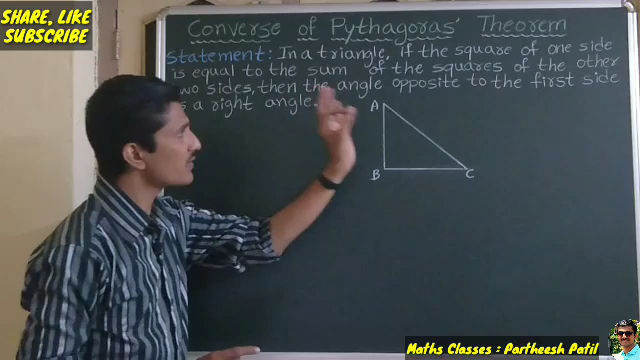 SHARE, LIKE
SUBSCRIBE
Converse of Pythagoras' Theorem
Statement: In a triangle, if the square of one side
is equal to the sum of the squares of the other
two sides, then the angle opposite to the first side
is a right angle.
A
B
C
Maths Classes : Partheesh Patil